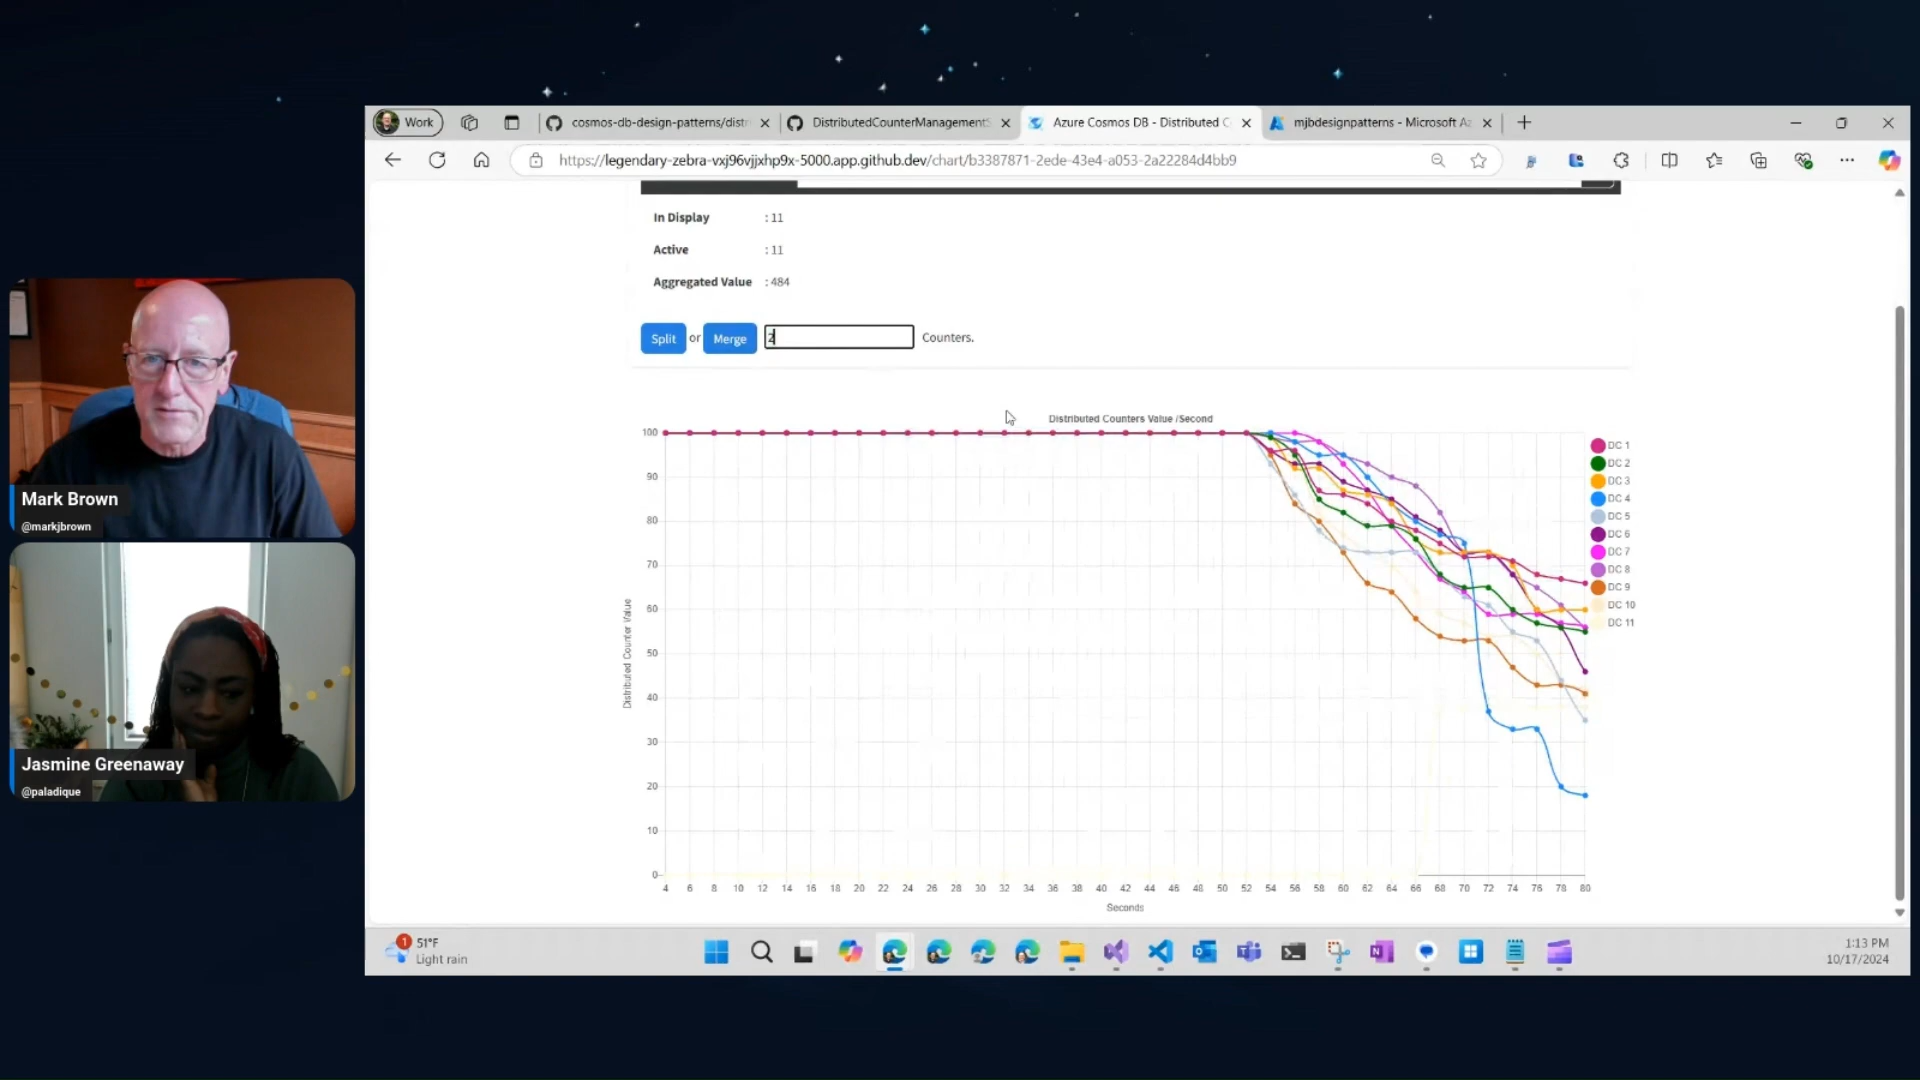 Work
cosmos-db-design-patterns/distr
DistributedCounterManagementS
Azure Cosmos DB - Distributed C
mjbdesignpatterns - Microsoft Az
https://legendary-zebra-vxj96vjjxhp9x-5000.app.github.dev/chart/b3387871-2ede-43e4-a053-2a22284d4bb9
In Display : 11
Active : 11
Aggregated Value : 484
Split or Merge 2 Counters.
Distributed Counters Value /Second
100
90
80
70
60
50
40
30
20
10
0
Distributed Counter Value
4 6 8 10 12 14 16 18 20 22 24 26 28 30 32 34 36 38 40 42 44 46 48 50 52 54 56 58 60 62 64 66 68 70 72 74 76 78 80
Seconds
DC 1
DC 2
DC 3
DC 4
DC 5
DC 6
DC 7
DC 8
DC 9
DC 10
DC 11
Mark Brown
@markjbrown
Jasmine Greenaway
@paladique
1
51°F
Light rain
1:13 PM
10/17/2024